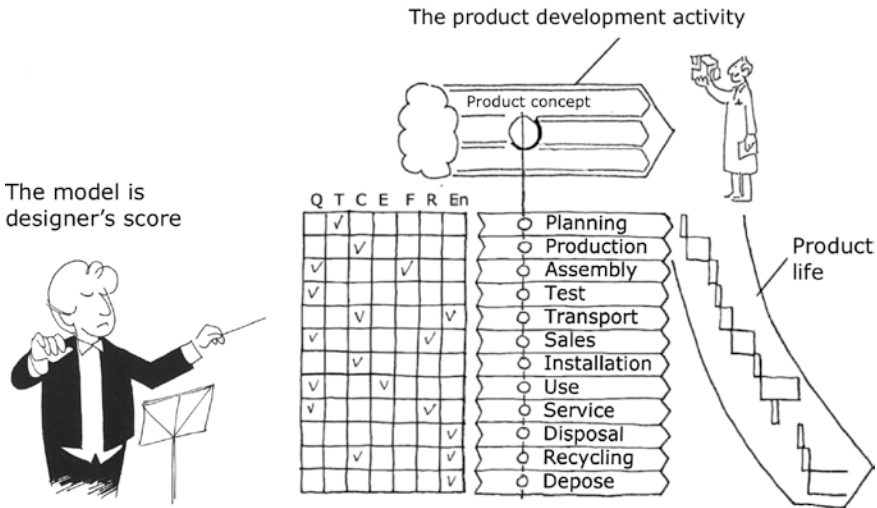 The product development activity
Product concept
The model is
designer's score
Q T C E F R En
Planning
Production
Assembly
Test
Transport
Sales
Installation
Use
Service
Disposal
Recycling
Depose
Product
life